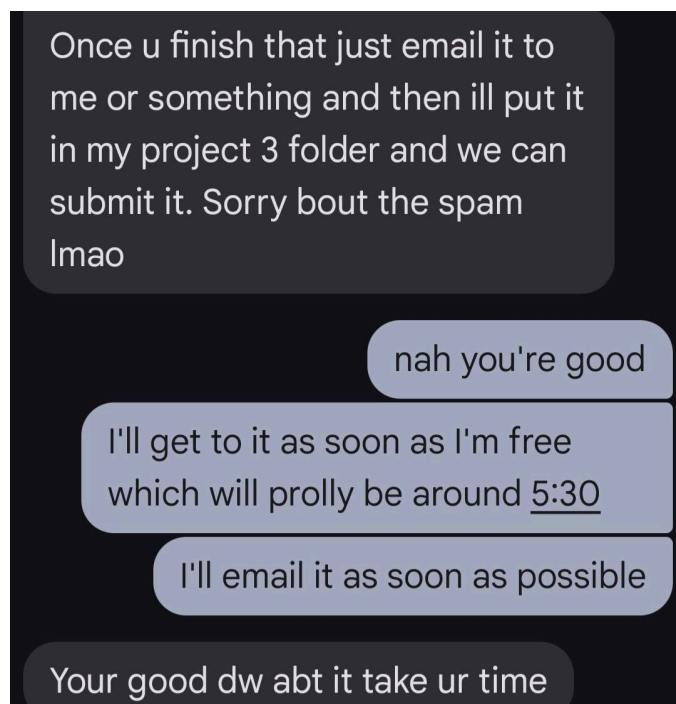 Once u finish that just email it to
me or something and then ill put it
in my project 3 folder and we can
submit it. Sorry bout the spam
lmao
nah you're good
I'll get to it as soon as I'm free
which will prolly be around 5:30
I'll email it as soon as possible
Your good dw abt it take ur time